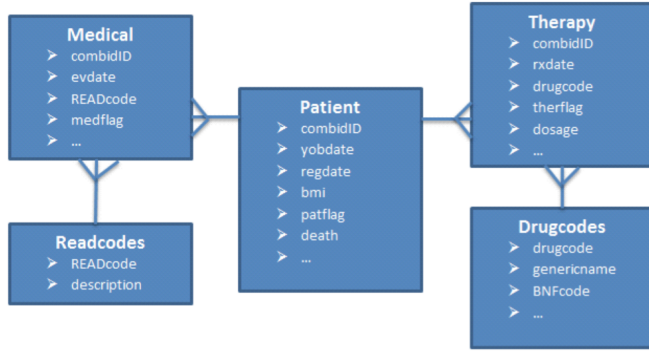 Medical
➤ combidID
➤ evdate
➤ READcode
➤ medflag
➤ ...
Readcodes
➤ READcode
➤ description
Patient
➤ combidID
➤ yobdate
➤ regdate
➤ bmi
➤ patflag
➤ death
➤ ...
Therapy
➤ combidID
➤ rxdate
➤ drugcode
➤ therflag
➤ dosage
➤ ...
Drugcodes
➤ drugcode
➤ genericname
➤ BNFcode
➤ ...